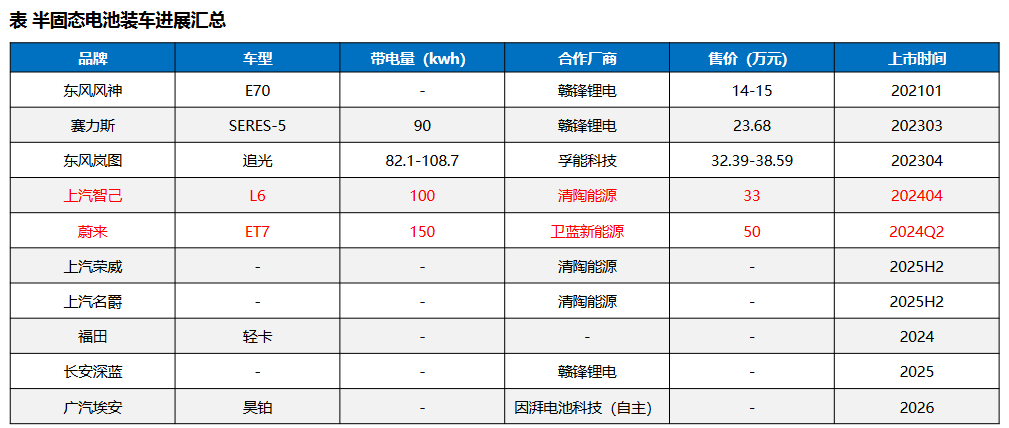 表 半固态电池装车进展汇总
品牌 车型 带电量（kwh） 合作厂商 售价（万元） 上市时间
东风风神 E70 - 赣锋锂电 14-15 202101
塞力斯 SERES-5 90 赣锋锂电 23.68 202303
东风岚图 追光 82.1-108.7 孚能科技 32.39-38.59 202304
上汽智己 L6 100 清陶能源 33 202404
蔚来 ET7 150 卫蓝新能源 50 2024Q2
上汽荣威 - - 清陶能源 - 2025H2
上汽名爵 - - 清陶能源 - 2025H2
福田 轻卡 - - - 2024
长安深蓝 - - 赣锋锂电 - 2025
广汽埃安 昊铂 - 因湃电池科技（自主） - 2026